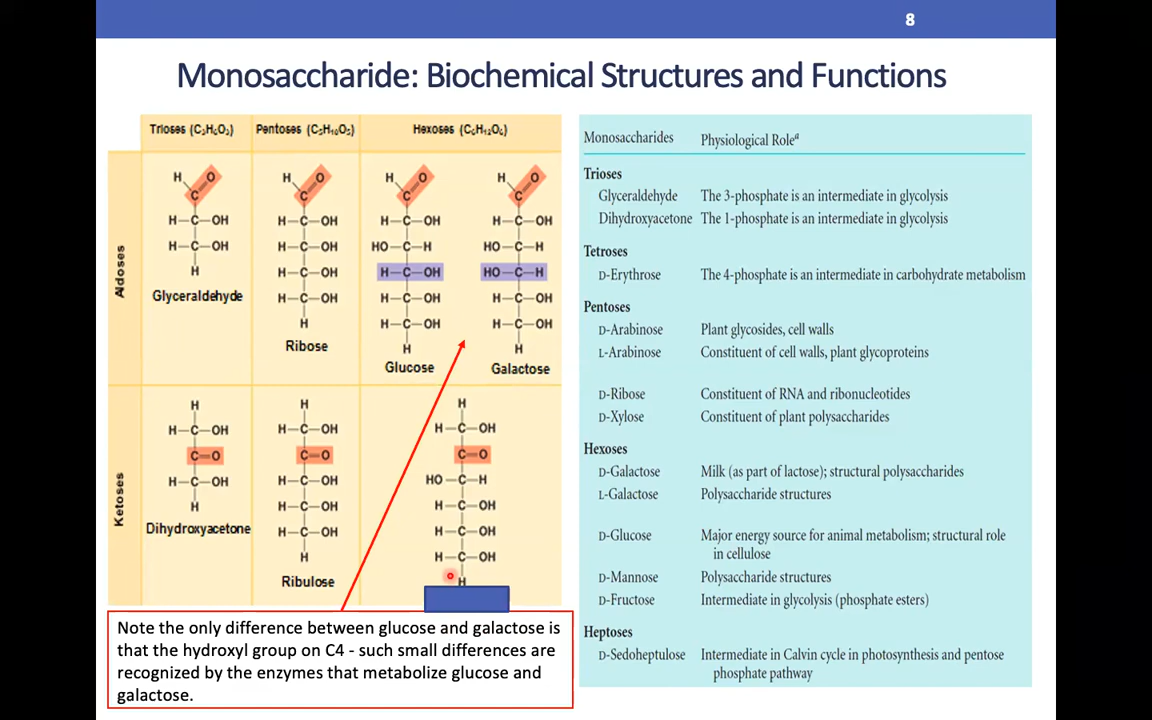 8
Monosaccharide: Biochemical Structures and Functions
Trioses (C3H6O3) Pentoses (C5H10O5) Hexoses (C6H12O6)
Aldoses
H O H O H O H O
C C C C
H—C—OH H—C—OH H—C—OH H—C—OH
H—C—OH H—C—OH HO—C—H HO—C—H
H H—C—OH H—C—OH HO—C—H
Glyceraldehyde H—C—OH H—C—OH H—C—OH
H H—C—OH H—C—OH
Ribose H H
Glucose Galactose
Ketoses
H H H
H—C—OH H—C—OH H—C—OH
C—O C—O C—O
H—C—OH H—C—OH HO—C—H
H H—C—OH H—C—OH
Dihydroxyacetone H—C—OH H—C—OH
H H—C—OH
Ribulose H
Note the only difference between glucose and galactose is
that the hydroxyl group on C4 - such small differences are
recognized by the enzymes that metabolize glucose and
galactose.
Monosaccharides Physiological Roleª
Trioses
Glyceraldehyde The 3-phosphate is an intermediate in glycolysis
Dihydroxyacetone The 1-phosphate is an intermediate in glycolysis
Tetroses
D-Erythrose The 4-phosphate is an intermediate in carbohydrate metabolism
Pentoses
D-Arabinose Plant glycosides, cell walls
L-Arabinose Constituent of cell walls, plant glycoproteins
D-Ribose Constituent of RNA and ribonucleotides
D-Xylose Constituent of plant polysaccharides
Hexoses
D-Galactose Milk (as part of lactose); structural polysaccharides
L-Galactose Polysaccharide structures
D-Glucose Major energy source for animal metabolism; structural role
in cellulose
D-Mannose Polysaccharide structures
D-Fructose Intermediate in glycolysis (phosphate esters)
Heptoses
D-Sedoheptulose Intermediate in Calvin cycle in photosynthesis and pentose
phosphate pathway